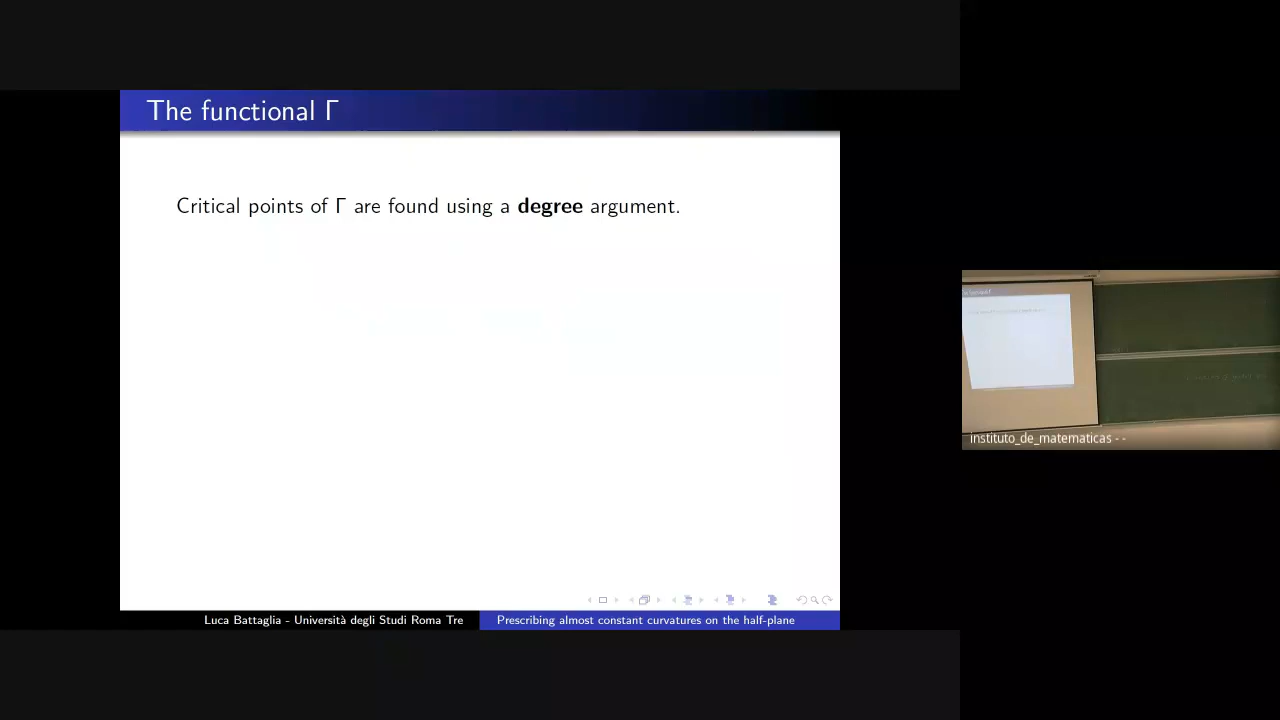 The functional Γ
Critical points of Γ are found using a degree argument.
Luca Battaglia - Università degli Studi Roma Tre
Prescribing almost constant curvatures on the half-plane
instituto_de_matematicas - -